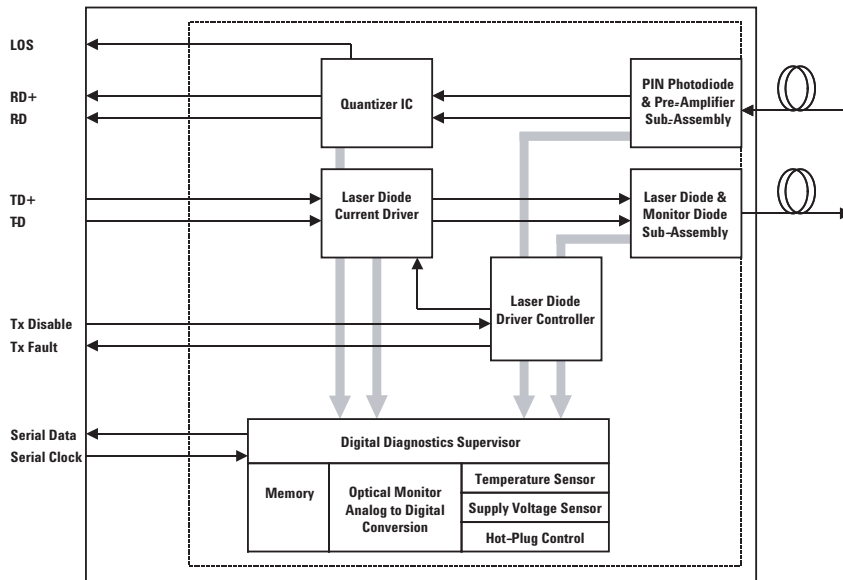 LOS
RD+
RD-
TD+
TD-
Tx Disable
Tx Fault
Serial Data
Serial Clock
Quantizer IC
PIN Photodiode
& Pre-Amplifier
Sub-Assembly
Laser Diode
Current Driver
Laser Diode &
Monitor Diode
Sub-Assembly
Laser Diode
Driver Controller
Digital Diagnostics Supervisor
Memory
Optical Monitor
Analog to Digital
Conversion
Temperature Sensor
Supply Voltage Sensor
Hot-Plug Control